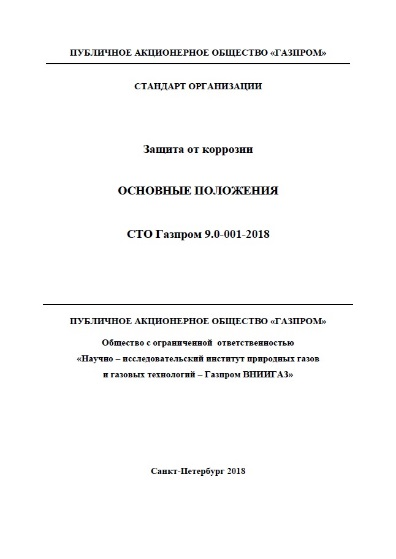 ПУБЛИЧНОЕ АКЦИОНЕРНОЕ ОБЩЕСТВО «ГАЗПРОМ»
СТАНДАРТ ОРГАНИЗАЦИИ
Защита от коррозии
ОСНОВНЫЕ ПОЛОЖЕНИЯ
СТО Газпром 9.0-001-2018
ПУБЛИЧНОЕ АКЦИОНЕРНОЕ ОБЩЕСТВО «ГАЗПРОМ»
Общество с ограниченной ответственностью
«Научно – исследовательский институт природных газов
и газовых технологий – Газпром ВНИИГАЗ»
Санкт-Петербург 2018